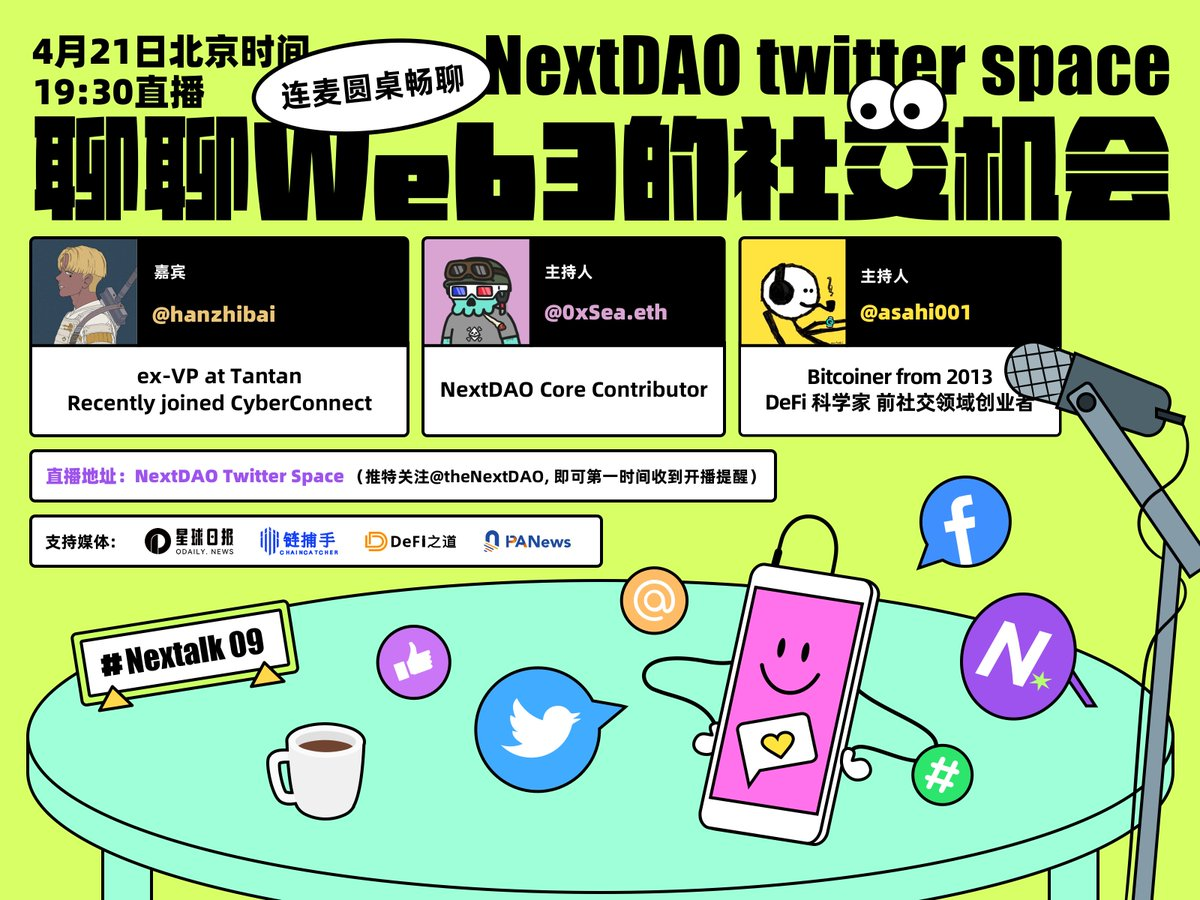 4月21日北京时间
19:30直播
连麦圆桌畅聊
NextDAO twitter space
聊聊Web3的社交机会
嘉宾
@hanzhibai
ex-VP at Tantan
Recently joined CyberConnect
主持人
@0xSea.eth
NextDAO Core Contributor
主持人
@asahi001
Bitcoiner from 2013
DeFi 科学家 前社交领域创业者
直播地址：NextDAO Twitter Space（推特关注@theNextDAO, 即可第一时间收到开播提醒）
支持媒体： 星球日报 ODAILY. NEWS 链捕手 CHAINCATCHER DeFi之道 PANews
#Nextalk 09
@
f
N
#